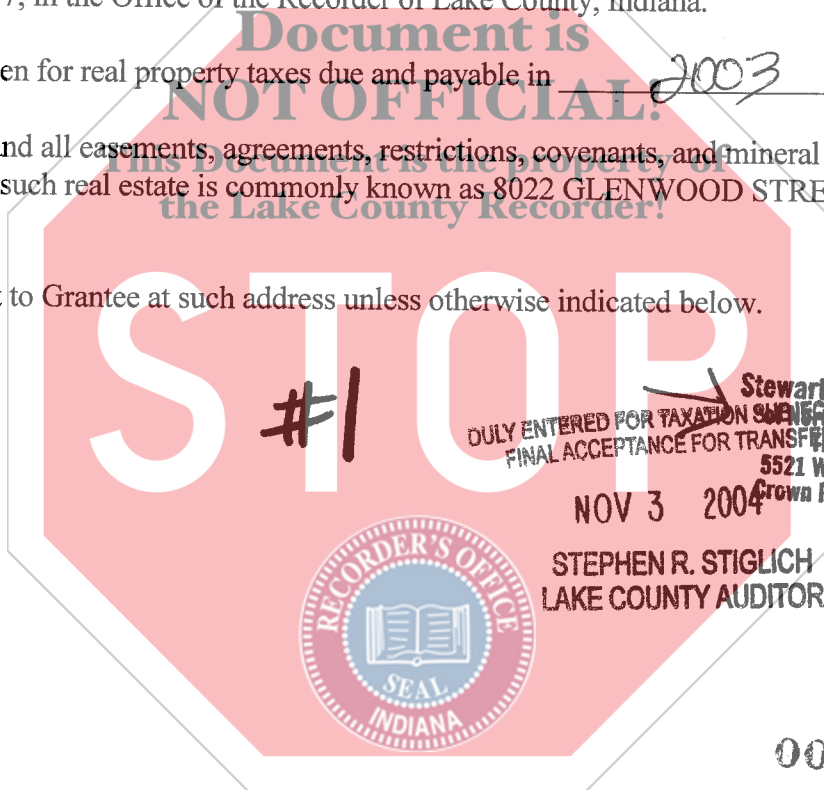 7, in the Office of the Recorder of Lake County, Indiana.
Document is
en for real property taxes due and payable in 2003
NOT OFFICIAL!
nd all easements, agreements, restrictions, covenants, and mineral
This Document is the property of
such real estate is commonly known as 8022 GLENWOOD STRE
the Lake County Recorder!
t to Grantee at such address unless otherwise indicated below.
STOP
#1
Stewart
DULY ENTERED FOR TAXATION
FINAL ACCEPTANCE FOR TRANSFE
5521 W
Crown
NOV 3 2004
STEPHEN R. STIGLICH
LAKE COUNTY AUDITOR
RECORDER'S OFFICE
SEAL
INDIANA
00